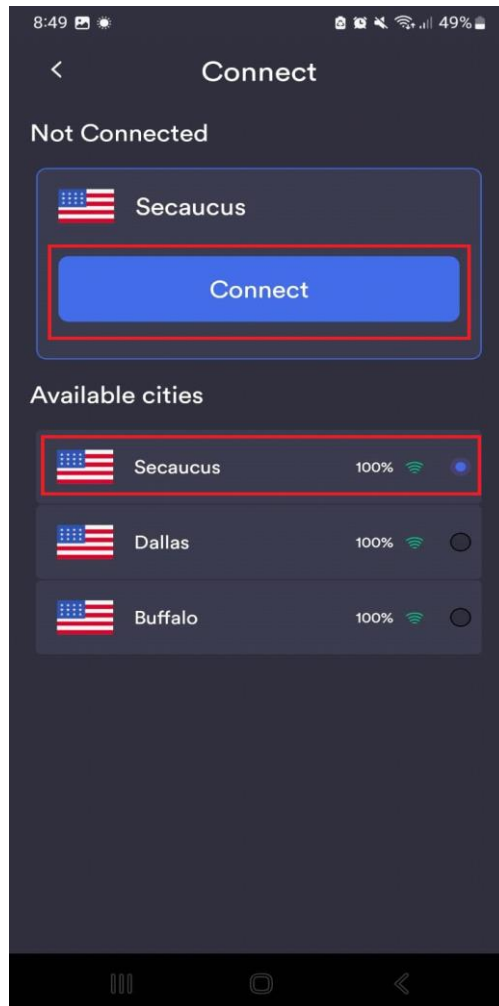 8:49 49%
Connect
Not Connected
Secaucus
Connect
Available cities
Secaucus 100%
Dallas 100%
Buffalo 100%